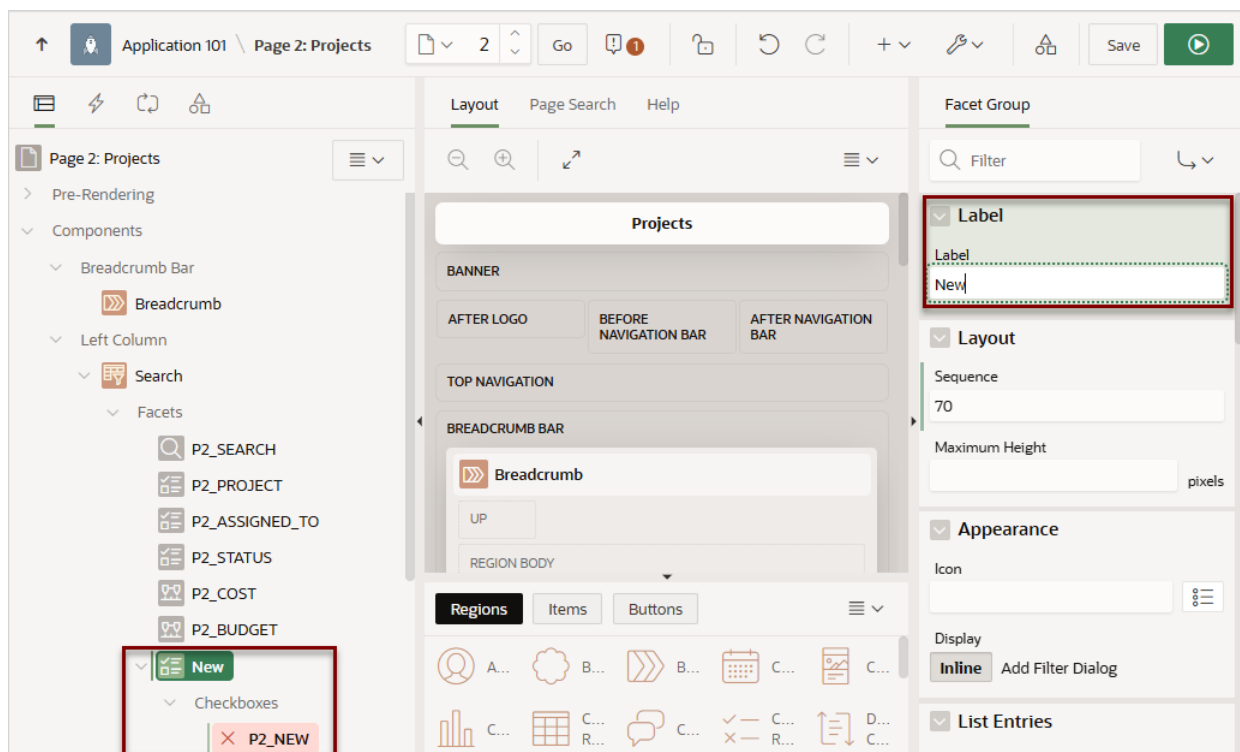 Application 101 \ Page 2: Projects 2 Go 1 Save
Layout Page Search Help
Facet Group
Page 2: Projects
Filter
Pre-Rendering
Components
Breadcrumb Bar
Breadcrumb
Left Column
Search
Facets
P2_SEARCH
P2_PROJECT
P2_ASSIGNED_TO
P2_STATUS
P2_COST
P2_BUDGET
New
Checkboxes
P2_NEW
Projects
BANNER
AFTER LOGO
BEFORE
NAVIGATION BAR
AFTER NAVIGATION
BAR
TOP NAVIGATION
BREADCRUMB BAR
Breadcrumb
UP
REGION BODY
Regions Items Buttons
A... B... B... C... C...
C... C... C... C... D...
R... R... C...
Label
Label
New
Layout
Sequence
70
Maximum Height
pixels
Appearance
Icon
Display
Inline Add Filter Dialog
List Entries